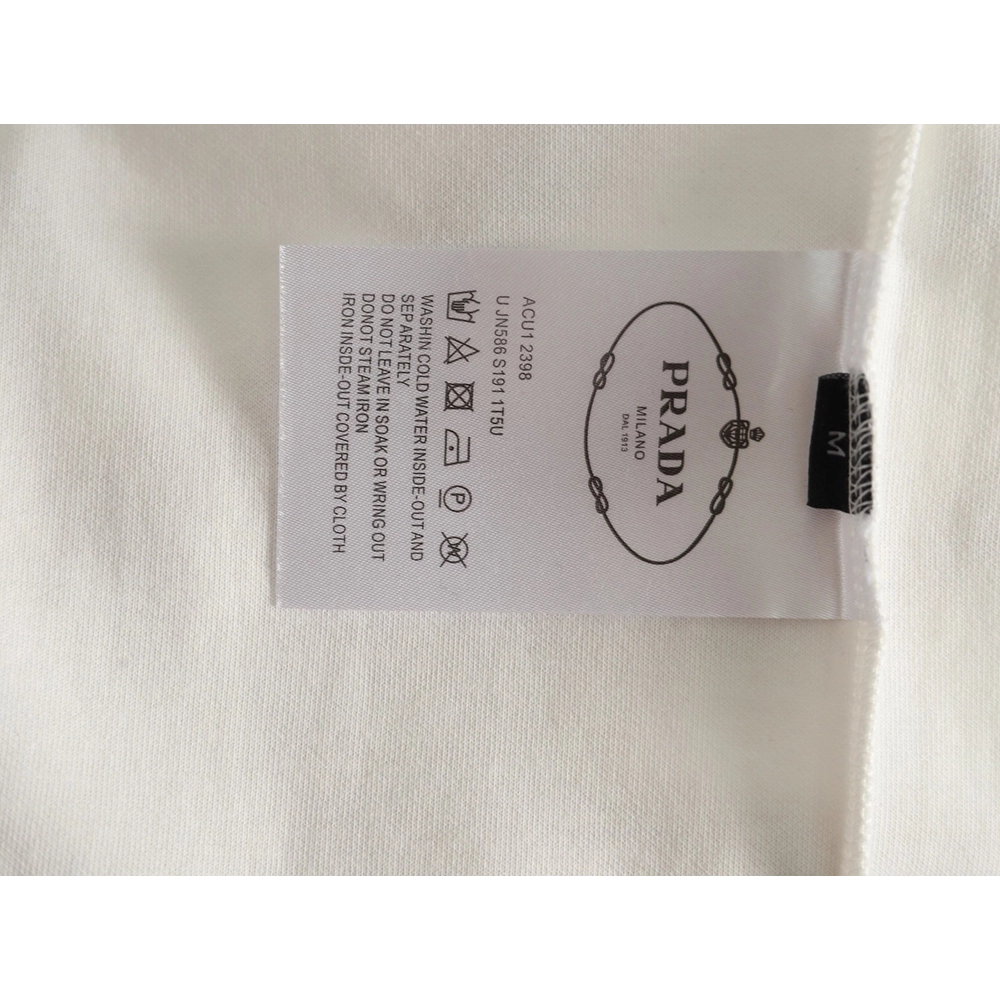 PRADA
MILANO
DAL 1913
M
ACU1 2398
U JN586 S191 1T5U
P
WASHIN COLD WATER INSIDE-OUT AND
SEPARATELY
DO NOT LEAVE IN SOAK OR WRING OUT
DONOT STEAM IRON
IRON INSDE-OUT COVERED BY CLOTH